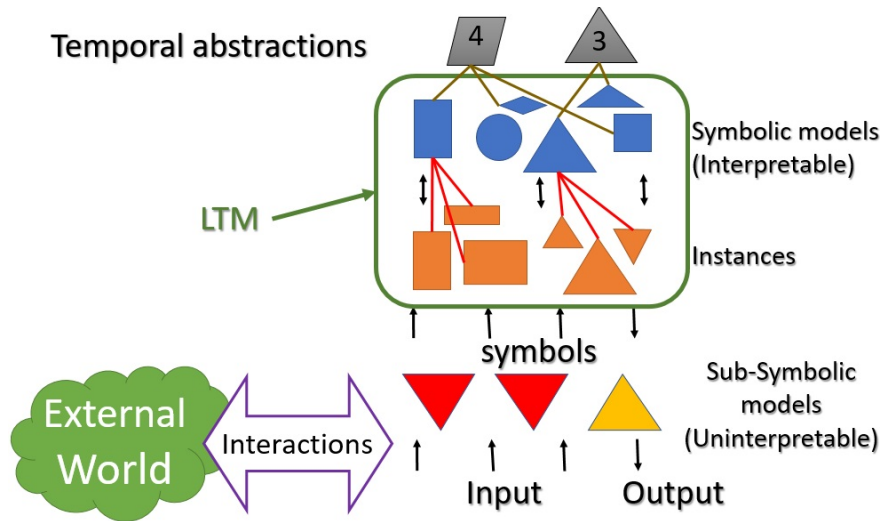 Temporal abstractions
4
3
Symbolic models
(Interpretable)
LTM
Instances
symbols
Sub-Symbolic
models
(Uninterpretable)
External
World
Interactions
Input
Output